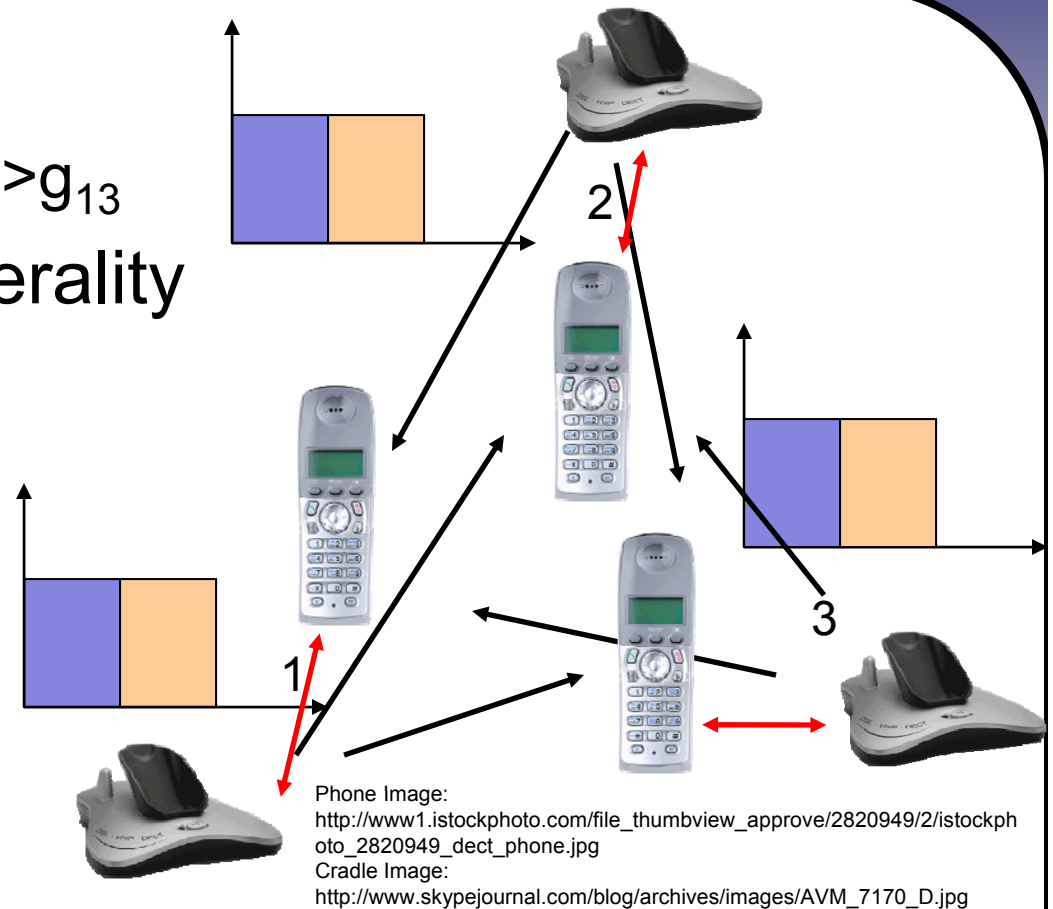 >g₁₃
erality
2
3
1
Phone Image:
http://www1.istockphoto.com/file_thumbview_approve/2820949/2/istockph
oto_2820949_dect_phone.jpg
Cradle Image:
http://www.skypejournal.com/blog/archives/images/AVM_7170_D.jpg